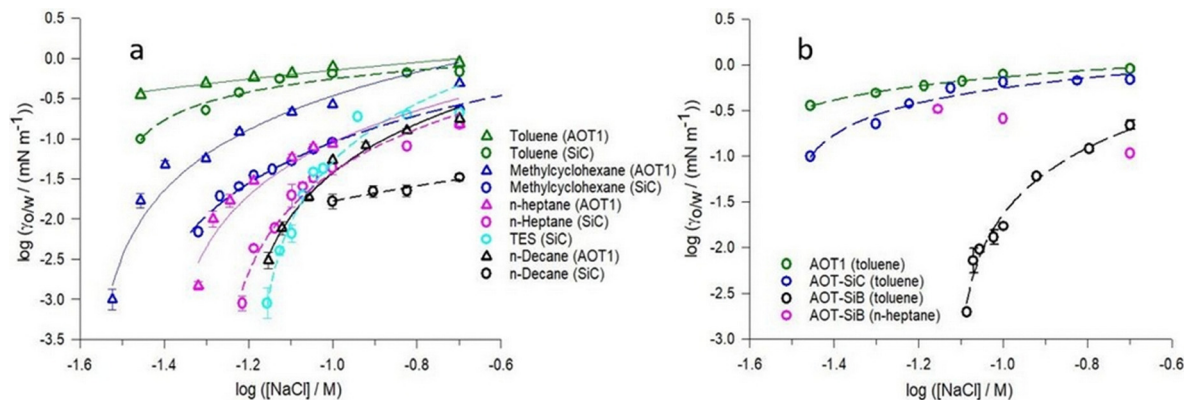 a
0.5
0.0
-0.5
-1.0
-1.5
-2.0
-2.5
-3.0
-3.5
log (γo/w / (mN m-1))
-1.6
-1.4
-1.2
-1.0
-0.8
-0.6
log ([NaCl] / M)
Toluene (AOT1)
Toluene (SiC)
Methylcyclohexane (AOT1)
Methylcyclohexane (SiC)
n-heptane (AOT1)
n-Heptane (SiC)
TES (SiC)
n-Decane (AOT1)
n-Decane (SiC)
b
0.5
0.0
-0.5
-1.0
-1.5
-2.0
-2.5
-3.0
log (γo/w / (mN m-1))
-1.6
-1.4
-1.2
-1.0
-0.8
-0.6
log ([NaCl] / M)
AOT1 (toluene)
AOT-SiC (toluene)
AOT-SiB (toluene)
AOT-SiB (n-heptane)